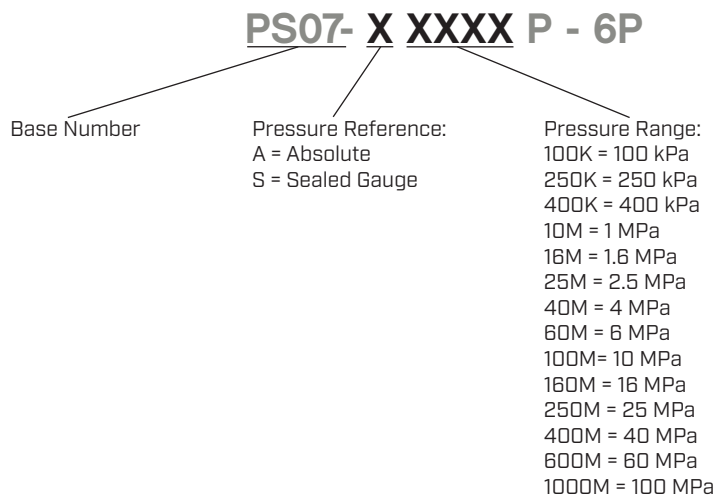 PS07- X XXXX P - 6P
Base Number
Pressure Reference:
A = Absolute
S = Sealed Gauge
Pressure Range:
100K = 100 kPa
250K = 250 kPa
400K = 400 kPa
10M = 1 MPa
16M = 1.6 MPa
25M = 2.5 MPa
40M = 4 MPa
60M = 6 MPa
100M= 10 MPa
160M = 16 MPa
250M = 25 MPa
400M = 40 MPa
600M = 60 MPa
1000M = 100 MPa